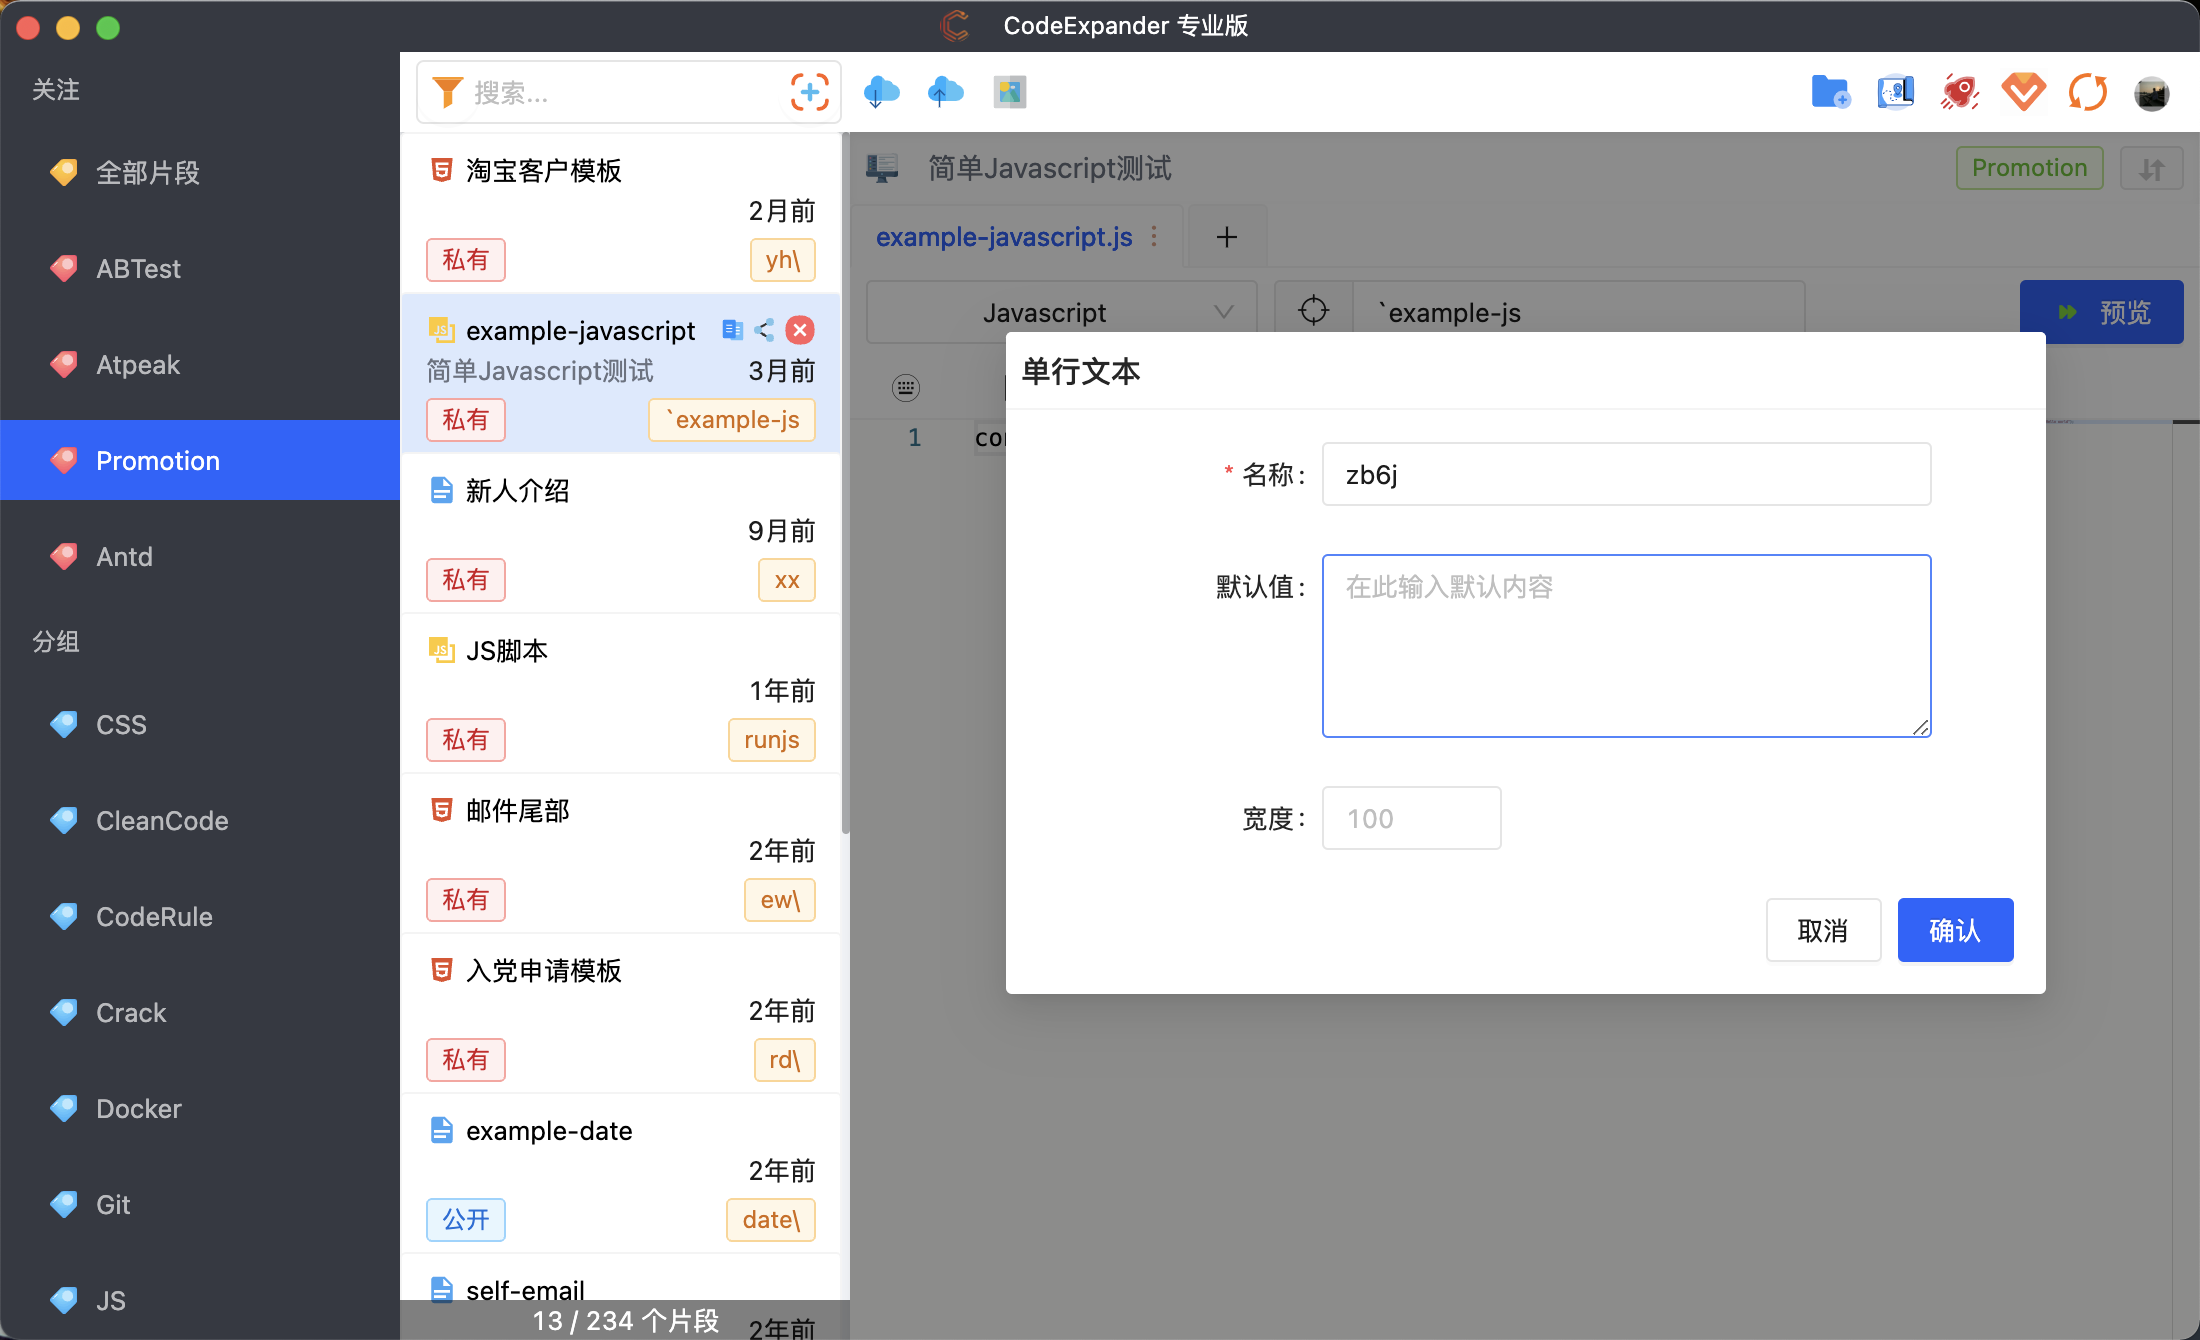 CodeExpander 专业版
关注
全部片段
ABTest
Atpeak
Promotion
Antd
分组
CSS
CleanCode
CodeRule
Crack
Docker
Git
JS
搜索...
淘宝客户模板
2月前
私有
yh\
example-javascript
简单Javascript测试
3月前
私有
`example-js
新人介绍
9月前
私有
xx
JS脚本
1年前
私有
runjs
邮件尾部
2年前
私有
ew\
入党申请模板
2年前
私有
rd\
example-date
2年前
公开
date\
self-email
2年前
13 / 234 个片段
简单Javascript测试
Promotion
example-javascript.js
+
Javascript
`example-js
预览
1
单行文本
* 名称:
zb6j
默认值:
在此输入默认内容
宽度:
100
取消
确认